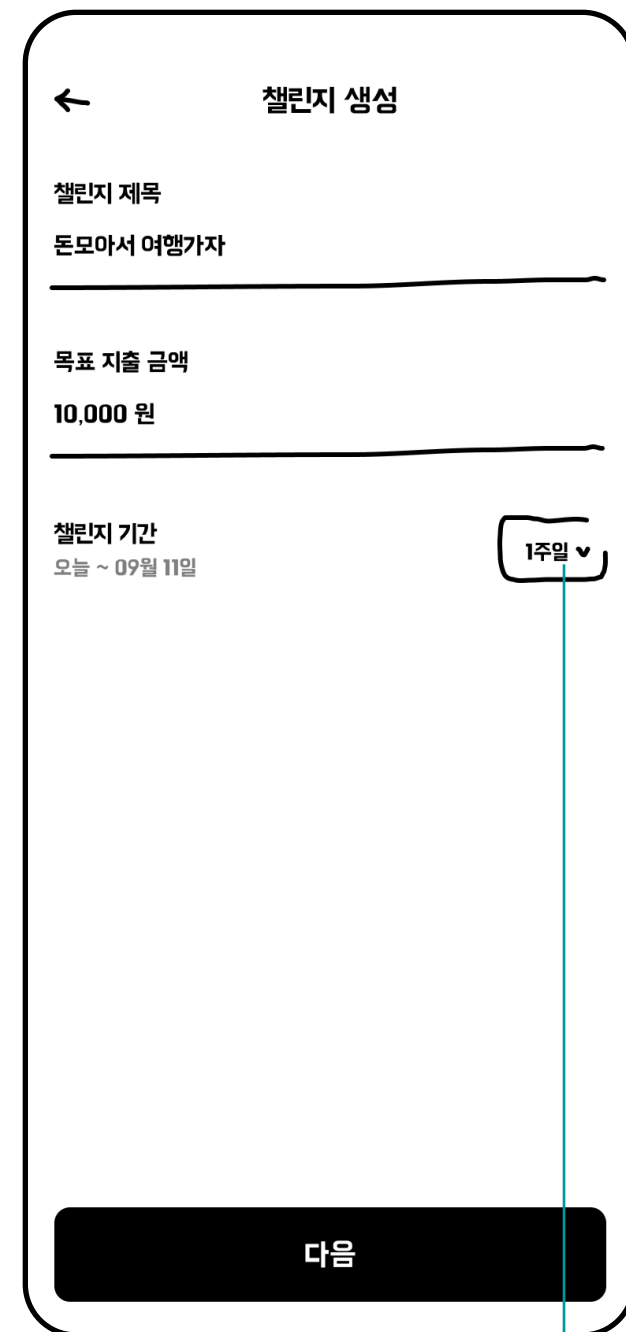 챌린지 생성
챌린지 제목
돈모아서 여행가자
목표 지출 금액
10,000 원
챌린지 기간
1주일
오늘 ~ 09월 11일
다음